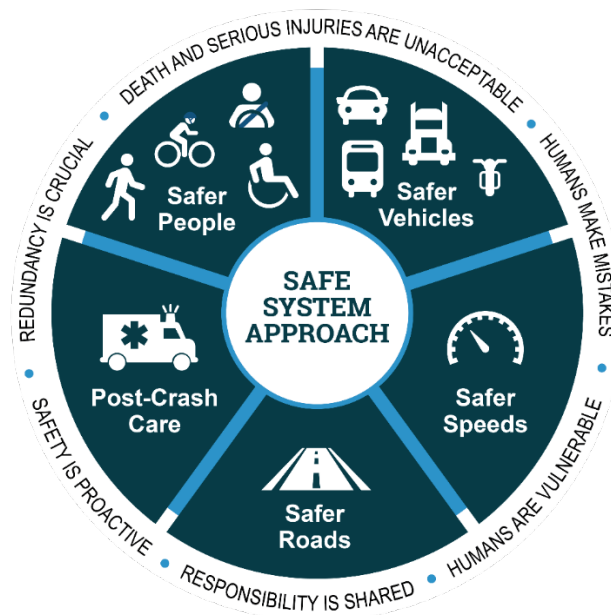 DEATH AND SERIOUS INJURIES ARE UNACCEPTABLE
HUMANS MAKE MISTAKES
HUMANS ARE VULNERABLE
RESPONSIBILITY IS SHARED
SAFETY IS PROACTIVE
REDUNDANCY IS CRUCIAL
Safer
People
Safer
Vehicles
SAFE
SYSTEM
APPROACH
Post-Crash
Care
Safer
Speeds
Safer
Roads